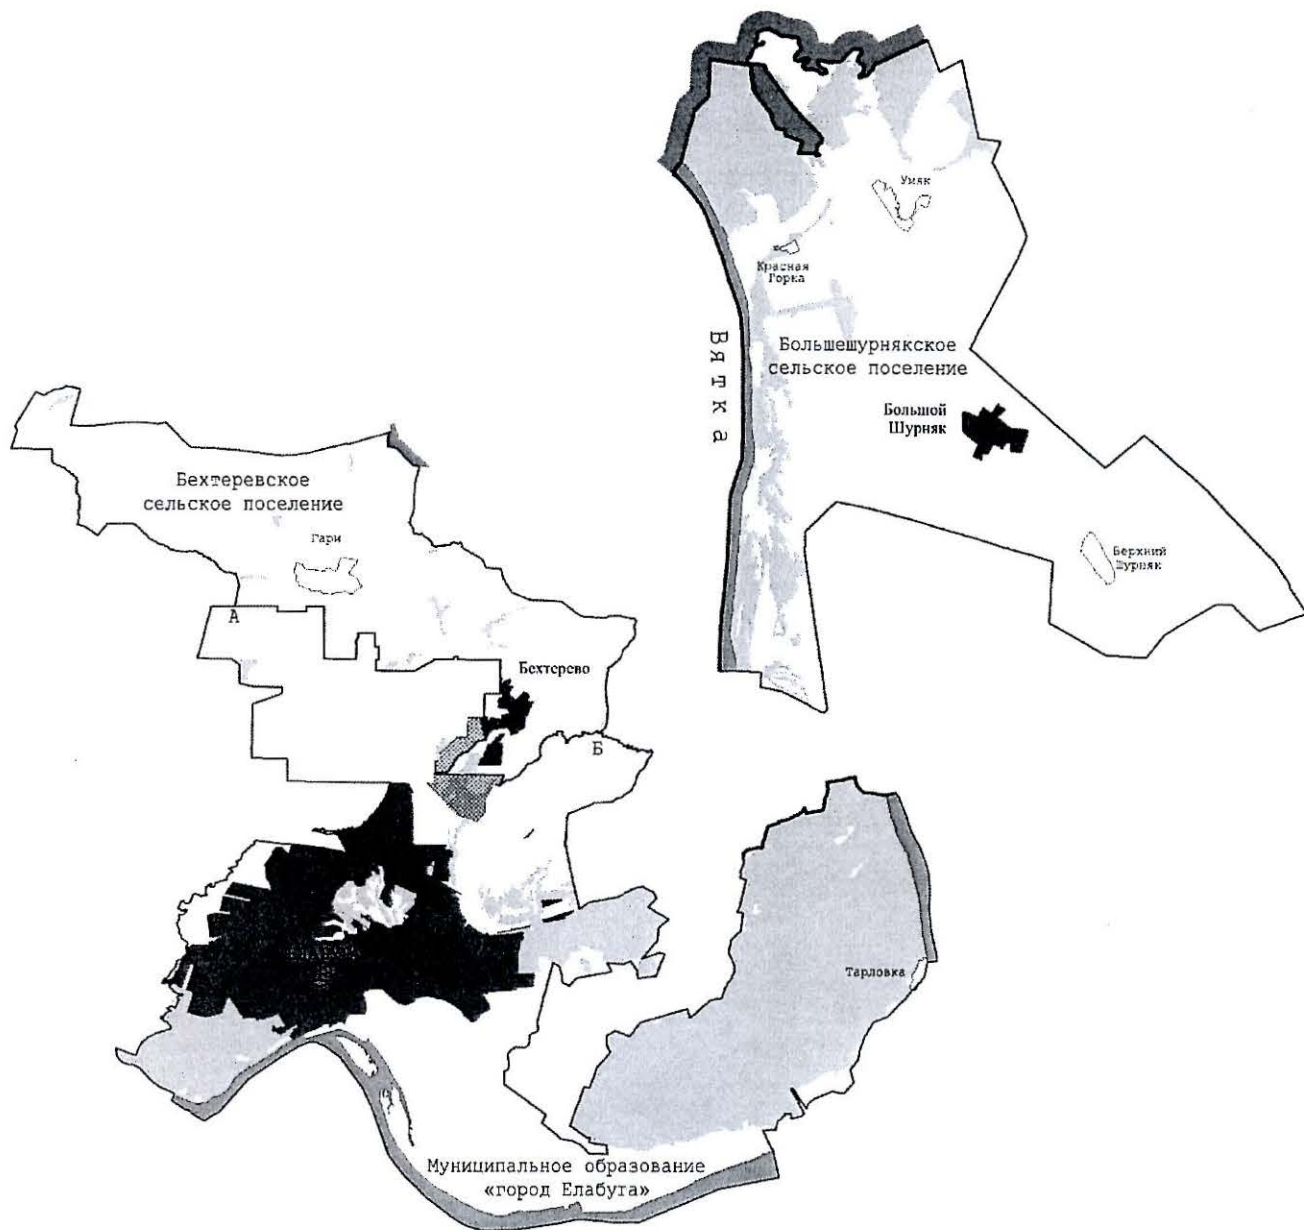 Умяк
Красная
Горка
Вятка
Большешурнякское
сельское поселение
Большой
Шурняк
Верхний
Шурняк
Бехтеревское
сельское поселение
Гари
А
Бехтерево
Б
Тарловка
Муниципальное образование
«город Елабуга»